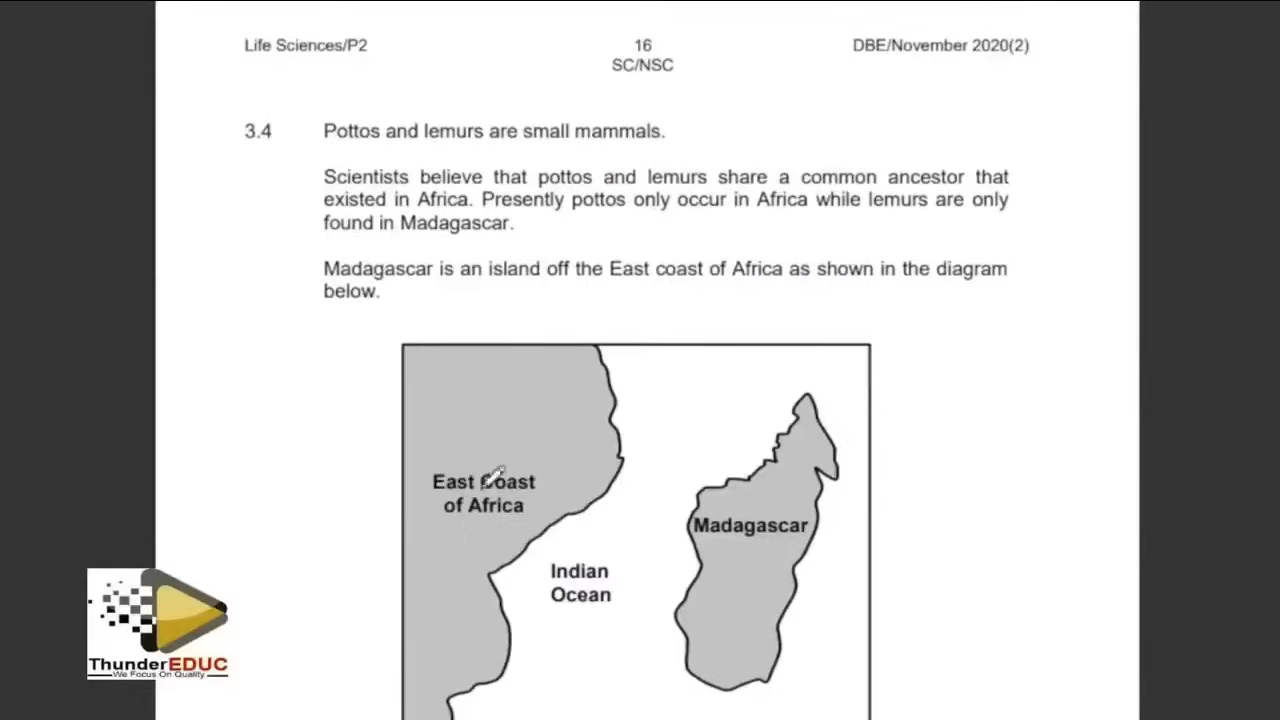 Life Sciences/P2
16
DBE/November 2020(2)
SC/NSC
3.4
Pottos and lemurs are small mammals.
Scientists believe that pottos and lemurs share a common ancestor that
existed in Africa. Presently pottos only occur in Africa while lemurs are only
found in Madagascar.
Madagascar is an island off the East coast of Africa as shown in the diagram
below.
East Coast
of Africa
Madagascar
Indian
Ocean
ThunderEDUC
We Focus On Quality